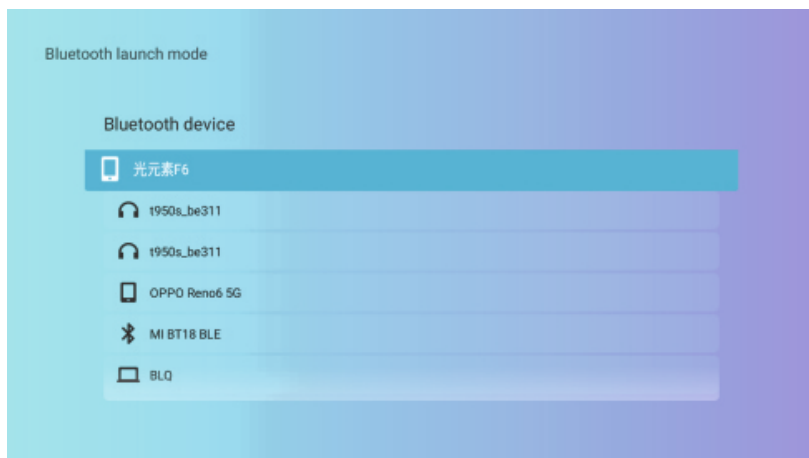 Bluetooth launch mode
Bluetooth device
光元素F6
t950s_be311
t950s_be311
OPPO Reno6 5G
MI BT18 BLE
BLQ